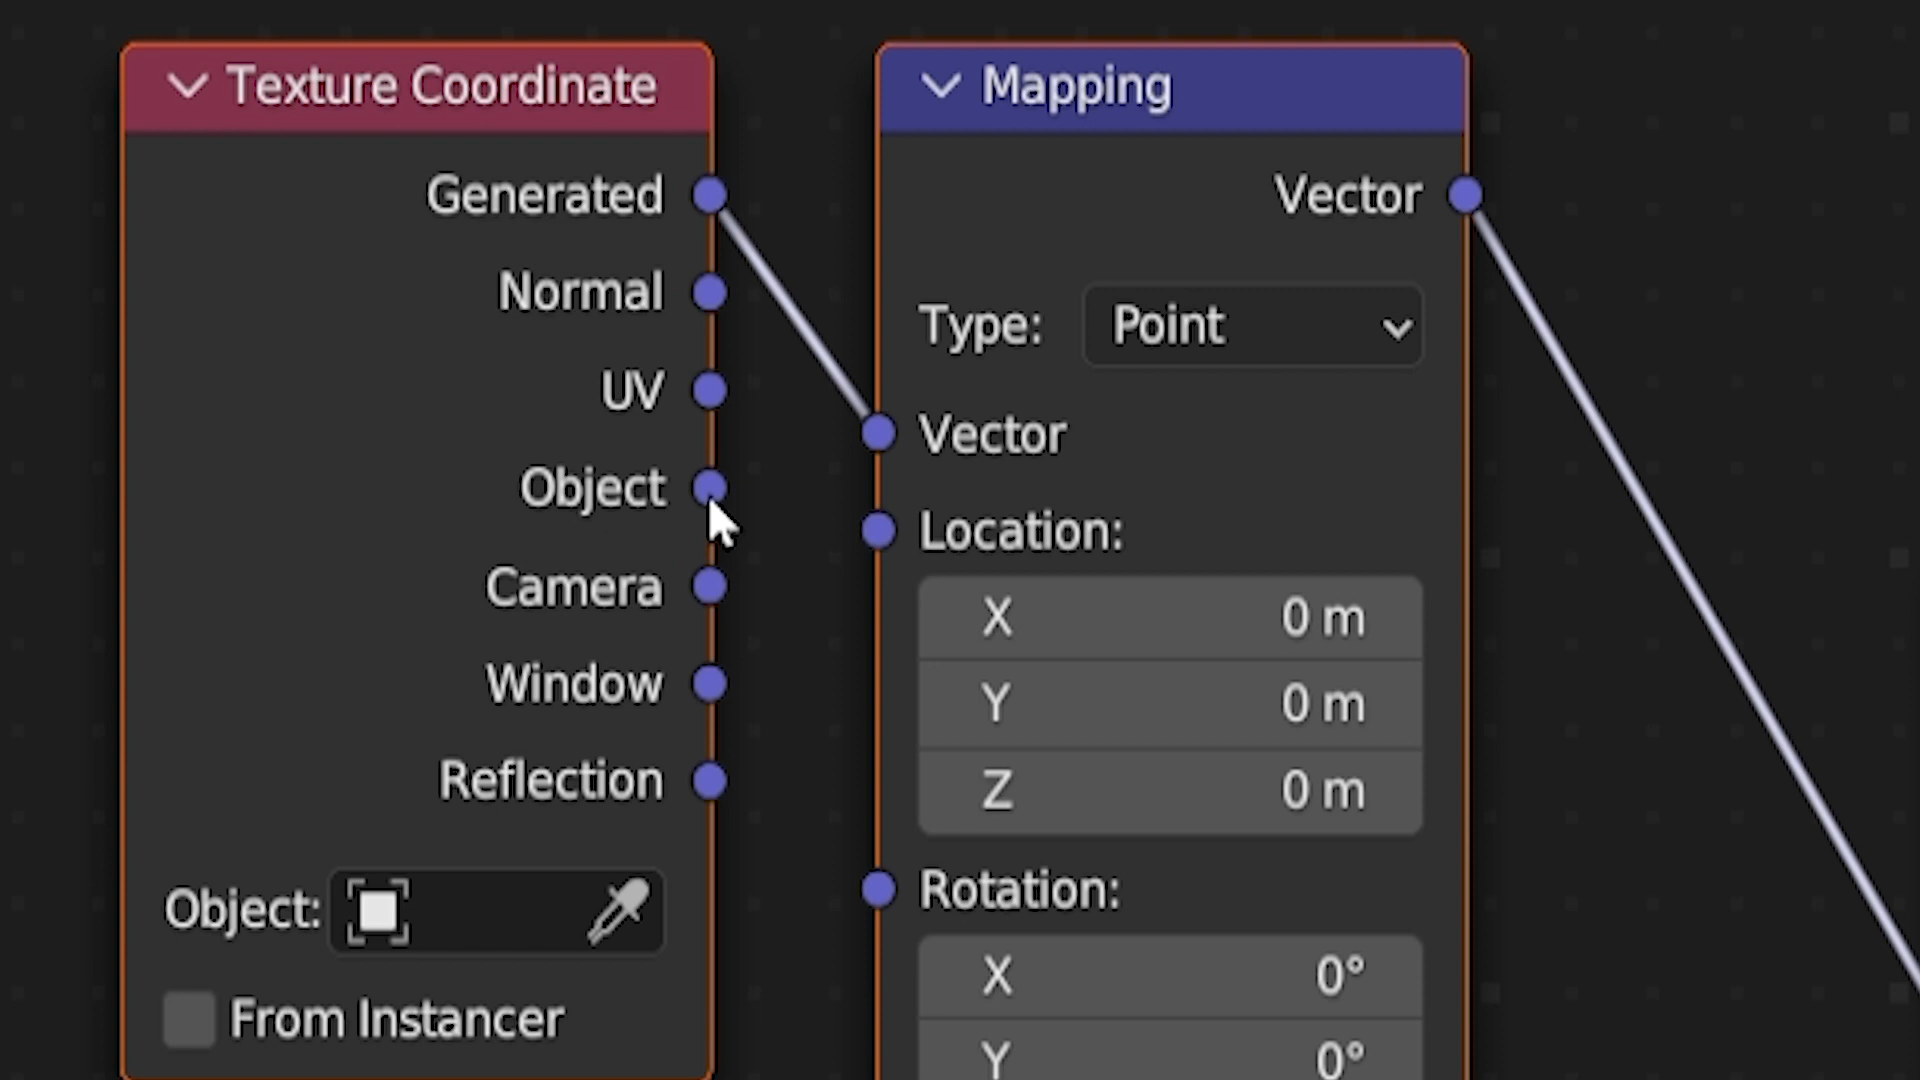 Texture Coordinate
Generated
Normal
UV
Object
Camera
Window
Reflection
Object:
From Instancer
Mapping
Vector
Type: Point
Vector
Location:
X 0 m
Y 0 m
Z 0 m
Rotation:
X 0°
Y 0°